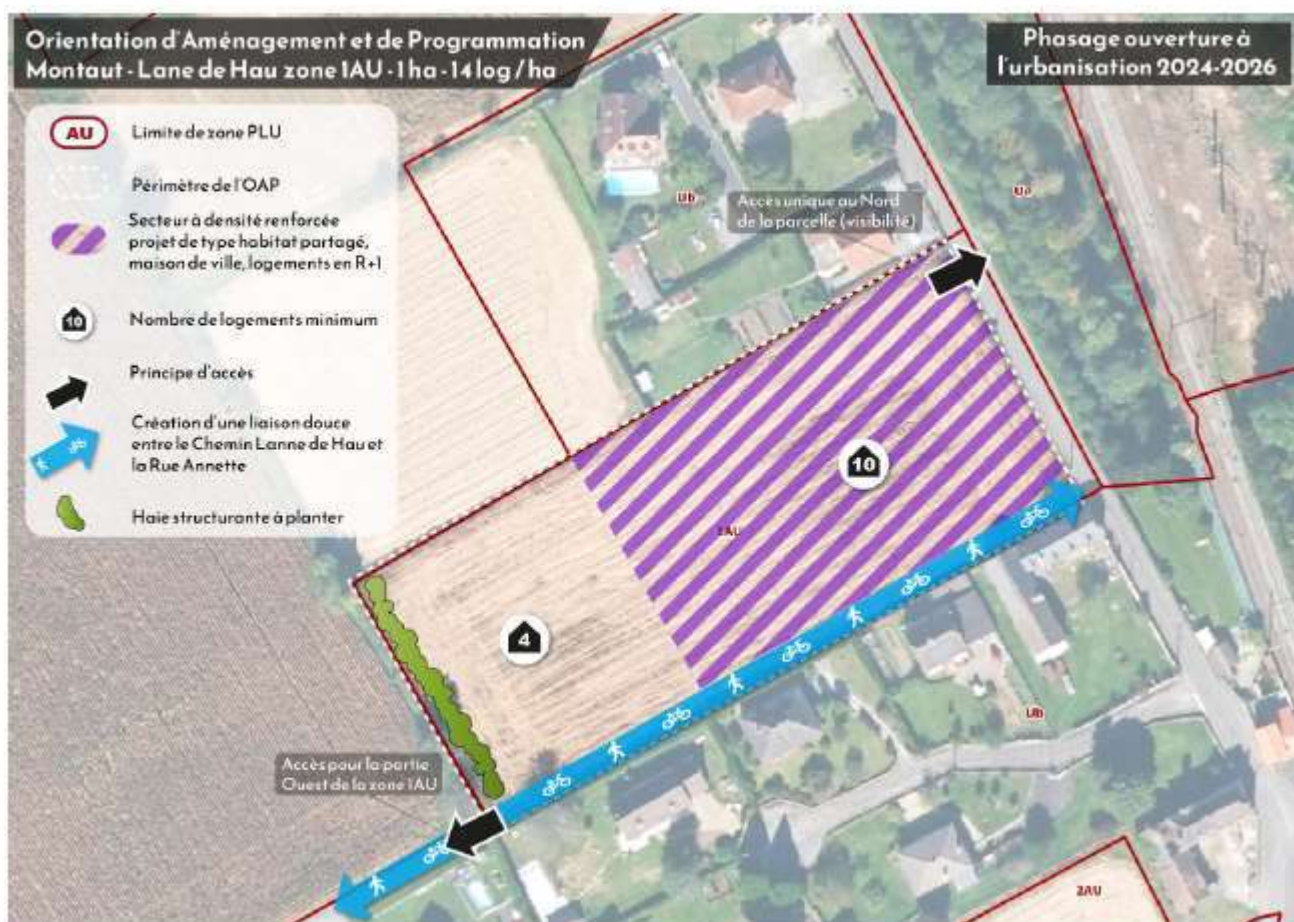 Orientation d'Aménagement et de Programmation
Montaut - Lane de Hau zone 1AU - 1 ha - 14 log / ha
Phasage ouverture à
l'urbanisation 2024-2026
AU
Limite de zone PLU
Périmètre de l'OAP
Secteur à densité renforcée
projet de type habitat partagé,
maison de ville, logements en R+1
10
Nombre de logements minimum
Principe d'accès
Création d'une liaison douce
entre le Chemin Lanne de Hau et
la Rue Annette
Haie structurante à planter
Ub
Accès unique au Nord
de la parcelle (visibilité)
10
1AU
4
Ub
Accès pour la partie
Ouest de la zone 1AU
2AU